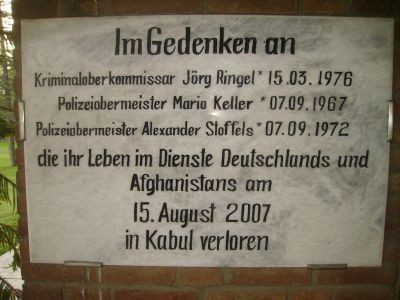 Im Gedenken an
Kriminaloberkommissar Jörg Ringel * 15.03.1976
Polizeiobermeister Mario Keller * 07.09.1967
Polizeiobermeister Alexander Stoffels * 07.09.1972
die ihr Leben im Dienste Deutschlands und
Afghanistans am
15. August 2007
in Kabul verloren